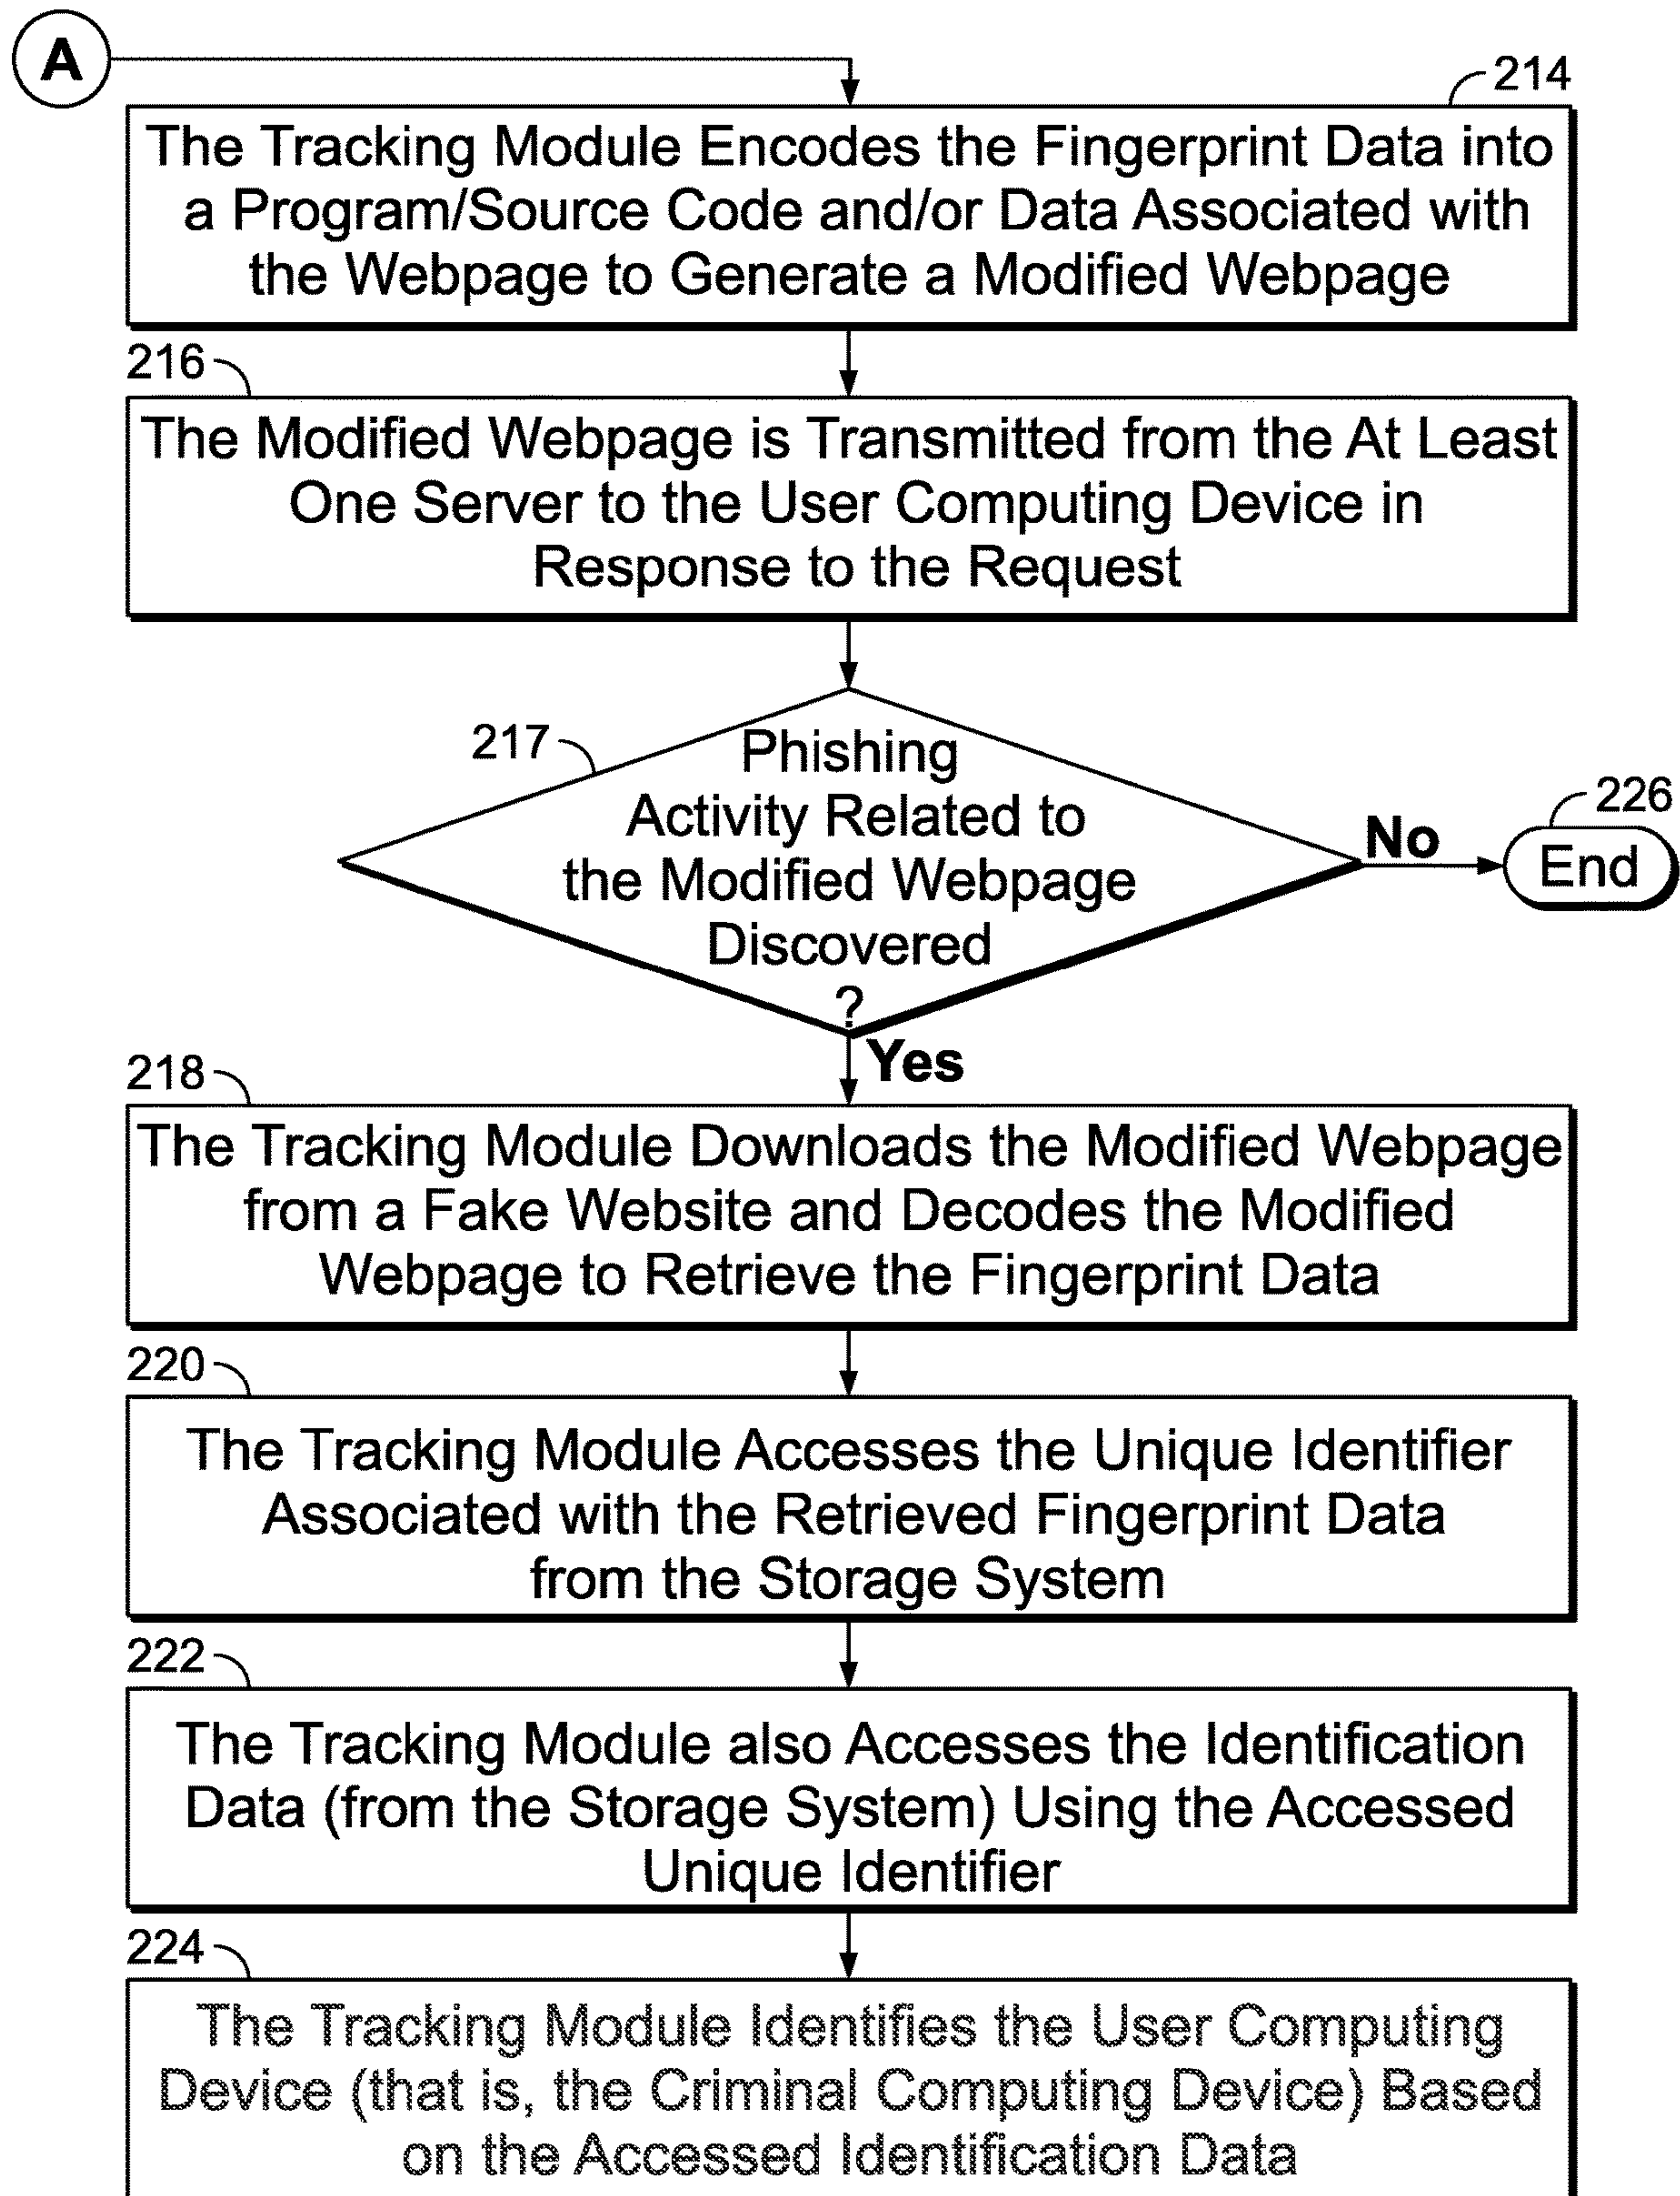 A
214
The Tracking Module Encodes the Fingerprint Data into
a Program/Source Code and/or Data Associated with
the Webpage to Generate a Modified Webpage
216
The Modified Webpage is Transmitted from the At Least
One Server to the User Computing Device in
Response to the Request
217
Phishing
Activity Related to
the Modified Webpage
Discovered
?
No
226
End
Yes
218
The Tracking Module Downloads the Modified Webpage
from a Fake Website and Decodes the Modified
Webpage to Retrieve the Fingerprint Data
220
The Tracking Module Accesses the Unique Identifier
Associated with the Retrieved Fingerprint Data
from the Storage System
222
The Tracking Module also Accesses the Identification
Data (from the Storage System) Using the Accessed
Unique Identifier
224
The Tracking Module Identifies the User Computing
Device (that is, the Criminal Computing Device) Based
on the Accessed Identification Data